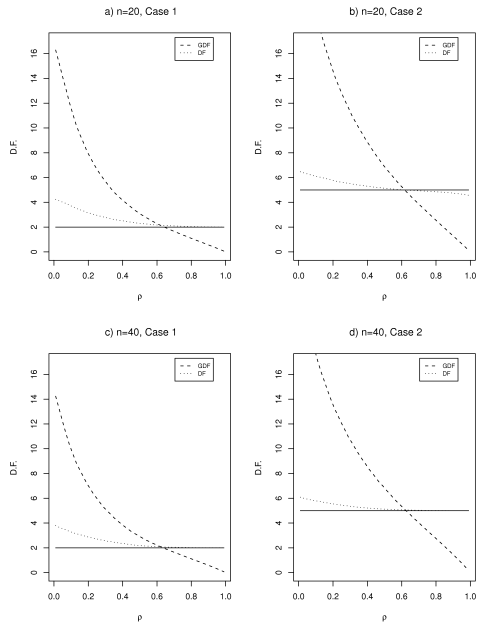 a) n=20, Case 1
b) n=20, Case 2
GDF
DF
GDF
DF
D.F.
16
14
12
10
8
6
4
2
0
D.F.
16
14
12
10
8
6
4
2
0
0.0 0.2 0.4 0.6 0.8 1.0
0.0 0.2 0.4 0.6 0.8 1.0
ρ
ρ
c) n=40, Case 1
d) n=40, Case 2
GDF
DF
GDF
DF
D.F.
16
14
12
10
8
6
4
2
0
D.F.
16
14
12
10
8
6
4
2
0
0.0 0.2 0.4 0.6 0.8 1.0
0.0 0.2 0.4 0.6 0.8 1.0
ρ
ρ